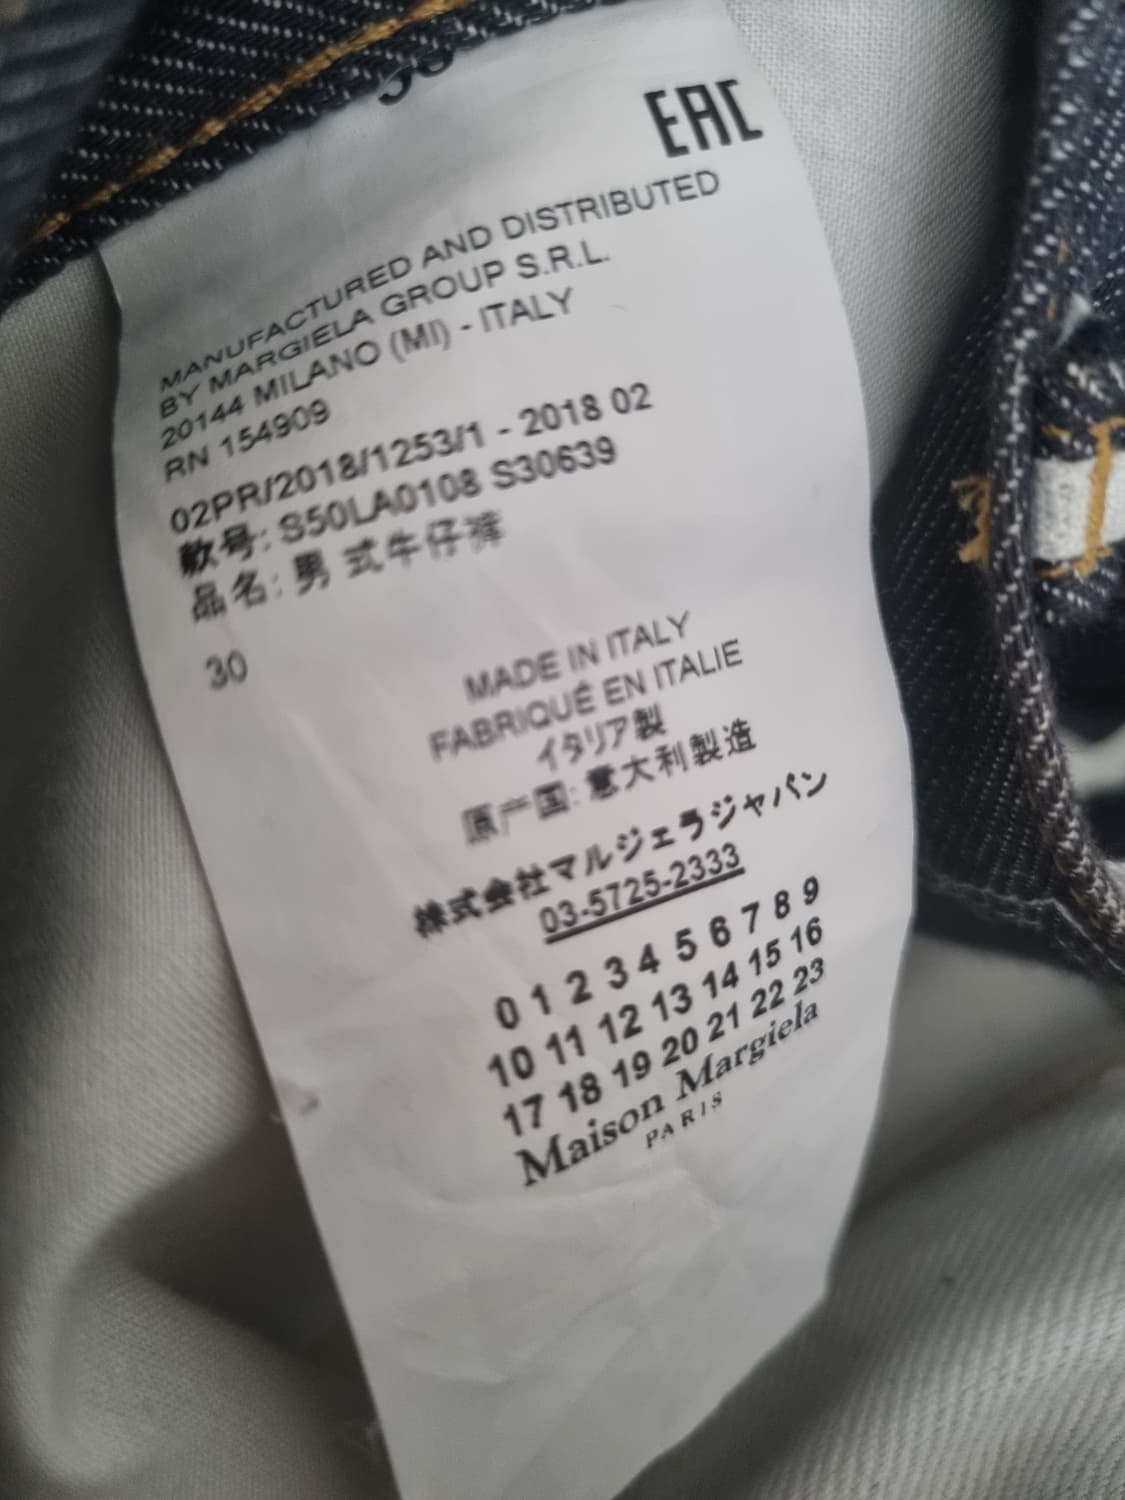 30
EAC
MANUFACTURED AND DISTRIBUTED
BY MARGIELA GROUP S.R.L.
20144 MILANO (MI) - ITALY
RN 154909
02PR/2018/1253/1 - 2018 02
款号: S50LA0108 S30639
品名: 男 式牛仔裤
30
MADE IN ITALY
FABRIQUÉ EN ITALIE
イタリア製
原产国: 意大利製造
株式会社マルジェラジャパン
03-5725-2333
0 1 2 3 4 5 6 7 8 9
10 11 12 13 14 15 16
17 18 19 20 21 22 23
Maison Margiela
PARIS